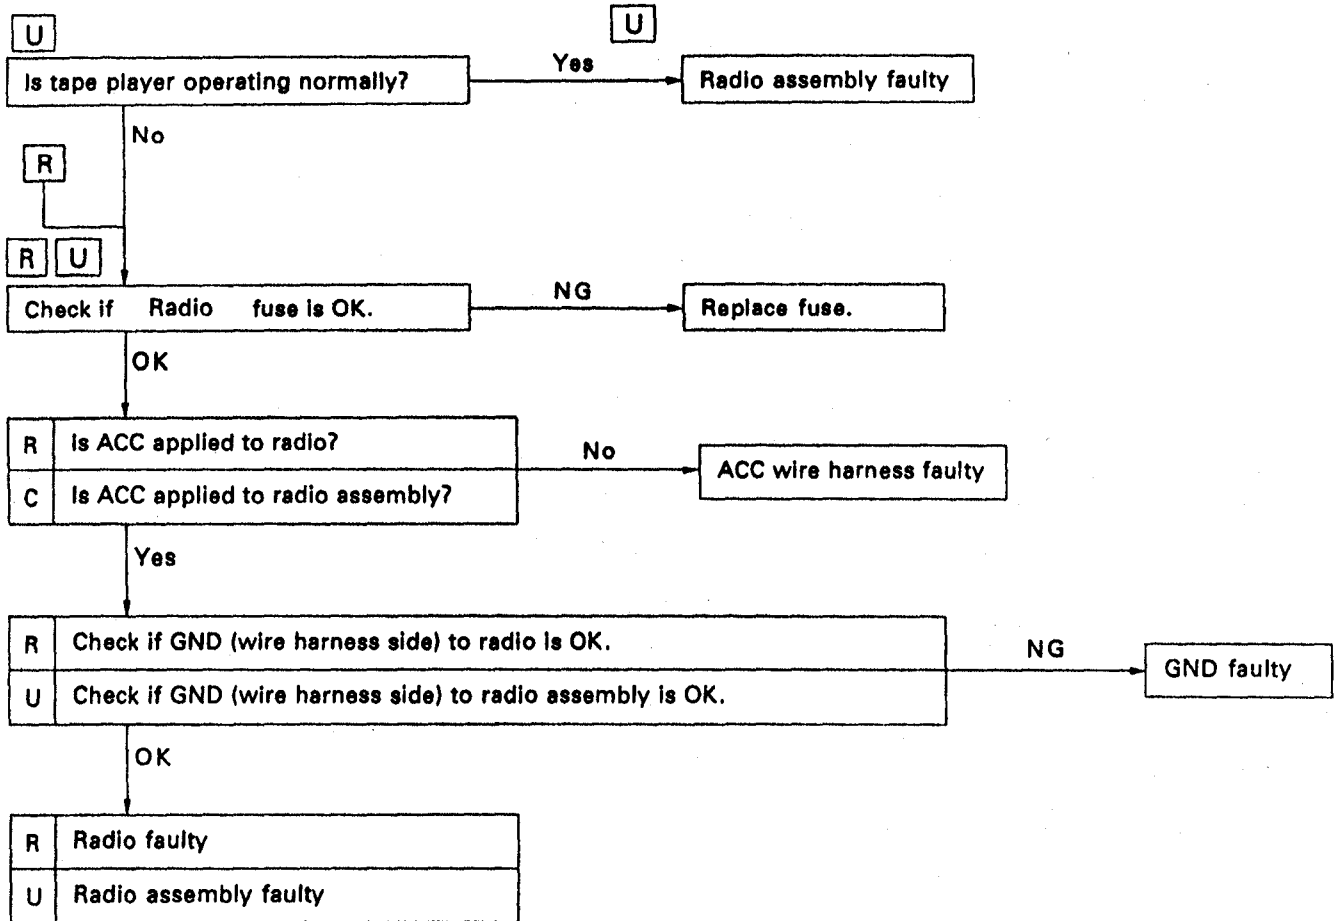 U
U
Is tape player operating normally?
Yes
Radio assembly faulty
No
R
R U
Check if Radio fuse is OK.
NG
Replace fuse.
OK
R Is ACC applied to radio?
C Is ACC applied to radio assembly?
No
ACC wire harness faulty
Yes
R Check if GND (wire harness side) to radio is OK.
U Check if GND (wire harness side) to radio assembly is OK.
NG
GND faulty
OK
R Radio faulty
U Radio assembly faulty